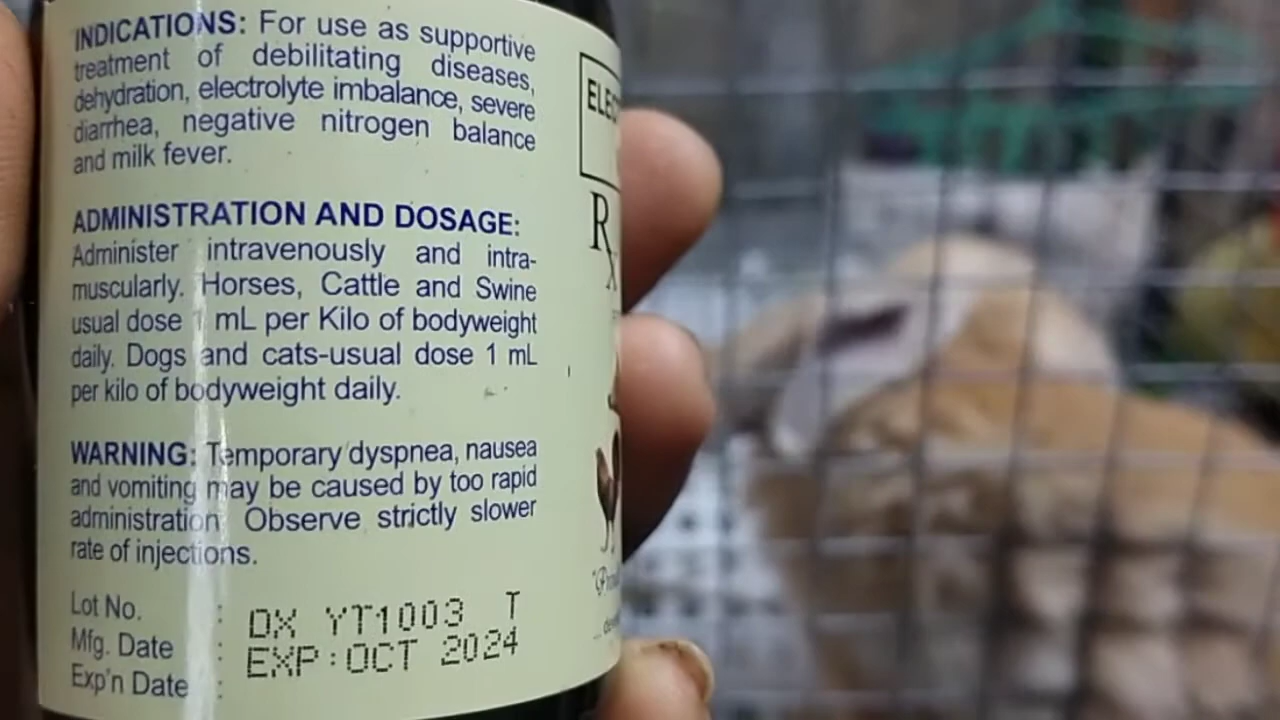 INDICATIONS: For use as supportive
treatment of debilitating diseases,
dehydration, electrolyte imbalance, severe
diarrhea, negative nitrogen balance
and milk fever.
ADMINISTRATION AND DOSAGE:
Administer intravenously and intra-
muscularly. Horses, Cattle and Swine
usual dose 1 mL per Kilo of bodyweight
daily. Dogs and cats-usual dose 1 mL
per kilo of bodyweight daily.
WARNING: Temporary dyspnea, nausea
and vomiting may be caused by too rapid
administration. Observe strictly slower
rate of injections.
Lot No. : DX YT1003 T
Mfg. Date : EXP:OCT 2024
Exp'n Date :
ELEC
Rx